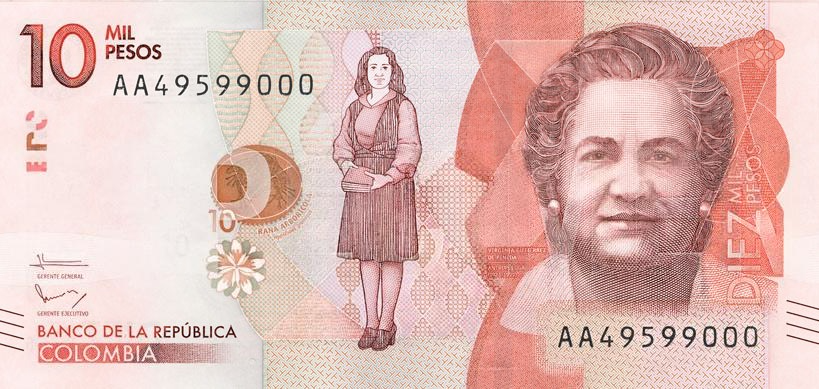 10 MIL
PESOS
AA49599000
10
RANA ARBORÍCOLA
GERENTE GENERAL
GERENTE EJECUTIVO
BANCO DE LA REPÚBLICA
COLOMBIA
VIRGINIA GUTIÉRREZ
DE PINEDA
DIEZ MIL
PESOS
AA49599000